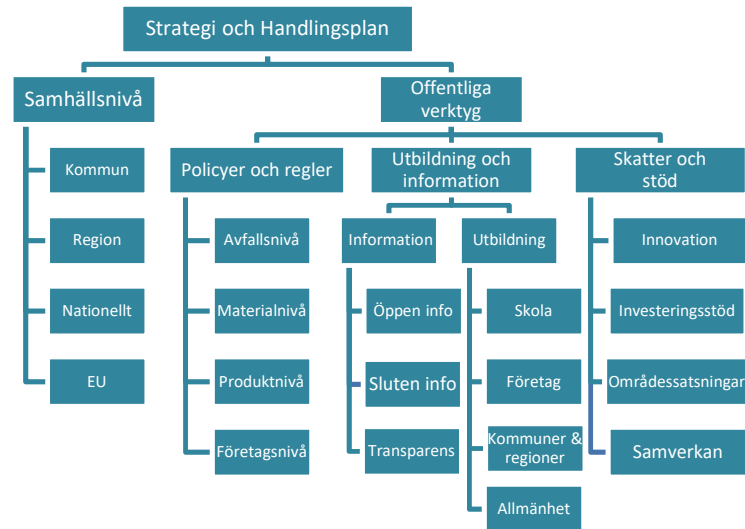 Strategi och Handlingsplan
Samhällsnivå
Offentliga
verktyg
Kommun
Region
Nationellt
EU
Policyer och regler
Avfallsnivå
Materialnivå
Produktnivå
Företagsnivå
Utbildning och
information
Information
Öppen info
Sluten info
Transparens
Utbildning
Skola
Företag
Kommuner &
regioner
Allmänhet
Skatter och
stöd
Innovation
Investeringsstöd
Områdessatsningar
Samverkan